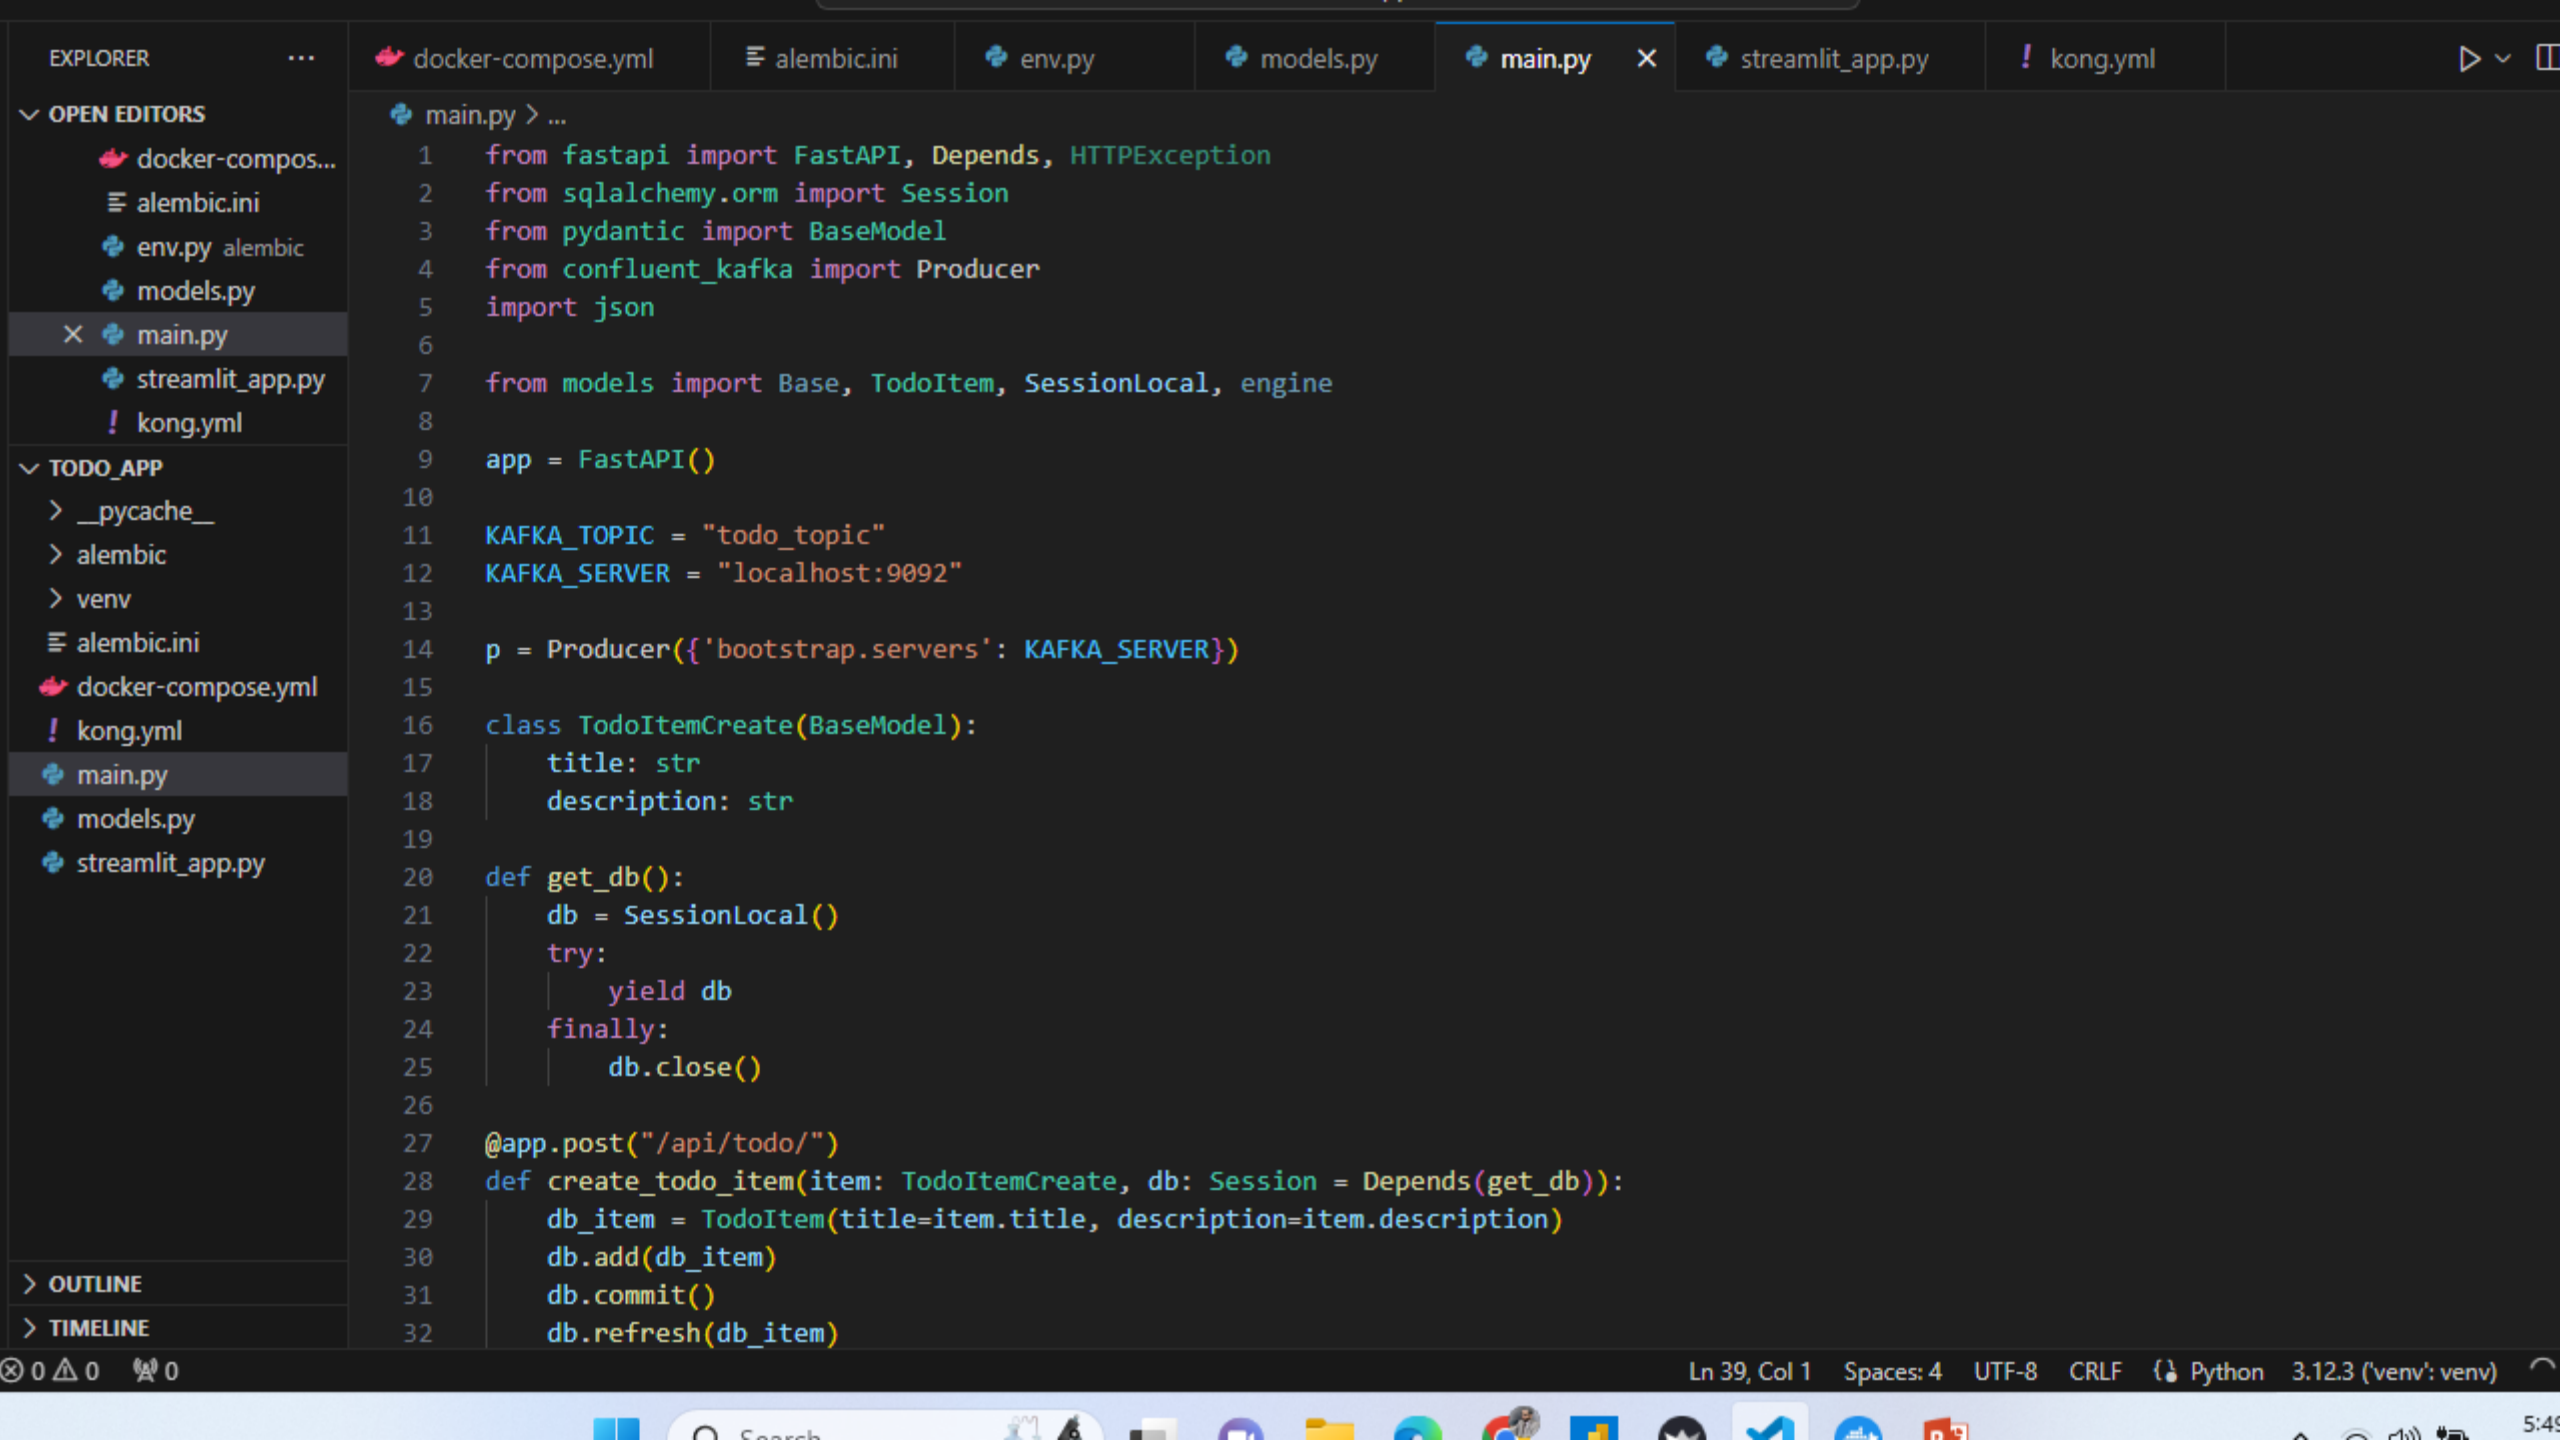 EXPLORER
docker-compose.yml
alembic.ini
env.py
models.py
main.py
streamlit_app.py
kong.yml
OPEN EDITORS
docker-compos...
alembic.ini
env.py alembic
models.py
main.py
streamlit_app.py
kong.yml
TODO_APP
__pycache__
alembic
venv
alembic.ini
docker-compose.yml
kong.yml
main.py
models.py
streamlit_app.py
OUTLINE
TIMELINE
main.py > ...
1 from fastapi import FastAPI, Depends, HTTPException
2 from sqlalchemy.orm import Session
3 from pydantic import BaseModel
4 from confluent_kafka import Producer
5 import json
6
7 from models import Base, TodoItem, SessionLocal, engine
8
9 app = FastAPI()
10
11 KAFKA_TOPIC = "todo_topic"
12 KAFKA_SERVER = "localhost:9092"
13
14 p = Producer({'bootstrap.servers': KAFKA_SERVER})
15
16 class TodoItemCreate(BaseModel):
17     title: str
18     description: str
19
20 def get_db():
21     db = SessionLocal()
22     try:
23         yield db
24     finally:
25         db.close()
26
27 @app.post("/api/todo/")
28 def create_todo_item(item: TodoItemCreate, db: Session = Depends(get_db)):
29     db_item = TodoItem(title=item.title, description=item.description)
30     db.add(db_item)
31     db.commit()
32     db.refresh(db_item)
0 0 0
Ln 39, Col 1 Spaces: 4 UTF-8 CRLF Python 3.12.3 ('venv': venv)
Search